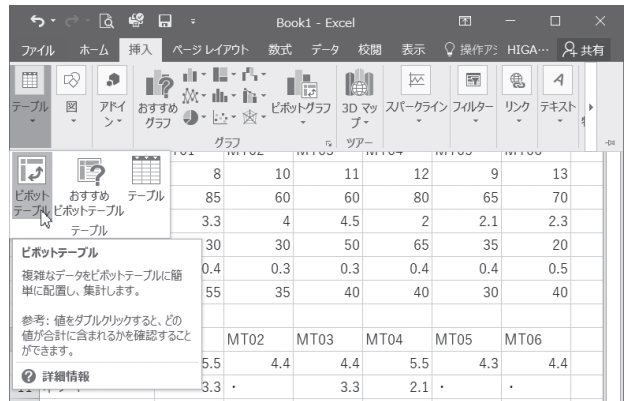 Book1 - Excel
ファイル ホーム 挿入 ページ レイアウト 数式 データ 校閲 表示 操作アシ HIGA… 共有
テーブル 図 アドイン おすすめグラフ ピボットグラフ 3D マップ スパークライン フィルター リンク テキスト
グラフ ツアー
MT02 MT03 MT04 MT05 MT06
8 10 11 12 9 13
ピボットテーブル おすすめピボットテーブル テーブル
85 60 60 80 65 70
テーブル
3.3 4 4.5 2 2.1 2.3
ピボットテーブル
30 30 50 65 35 20
複雑なデータをピボットテーブルに簡
単に配置し、集計します。
0.4 0.3 0.3 0.4 0.4 0.5
55 35 40 40 30 40
参考: 値をダブルクリックすると、どの
値が合計に含まれるかを確認すること
ができます。
MT02 MT03 MT04 MT05 MT06
5.5 4.4 4.4 5.5 4.3 4.4
詳細情報
3.3 ・ 3.3 2.1 ・ ・